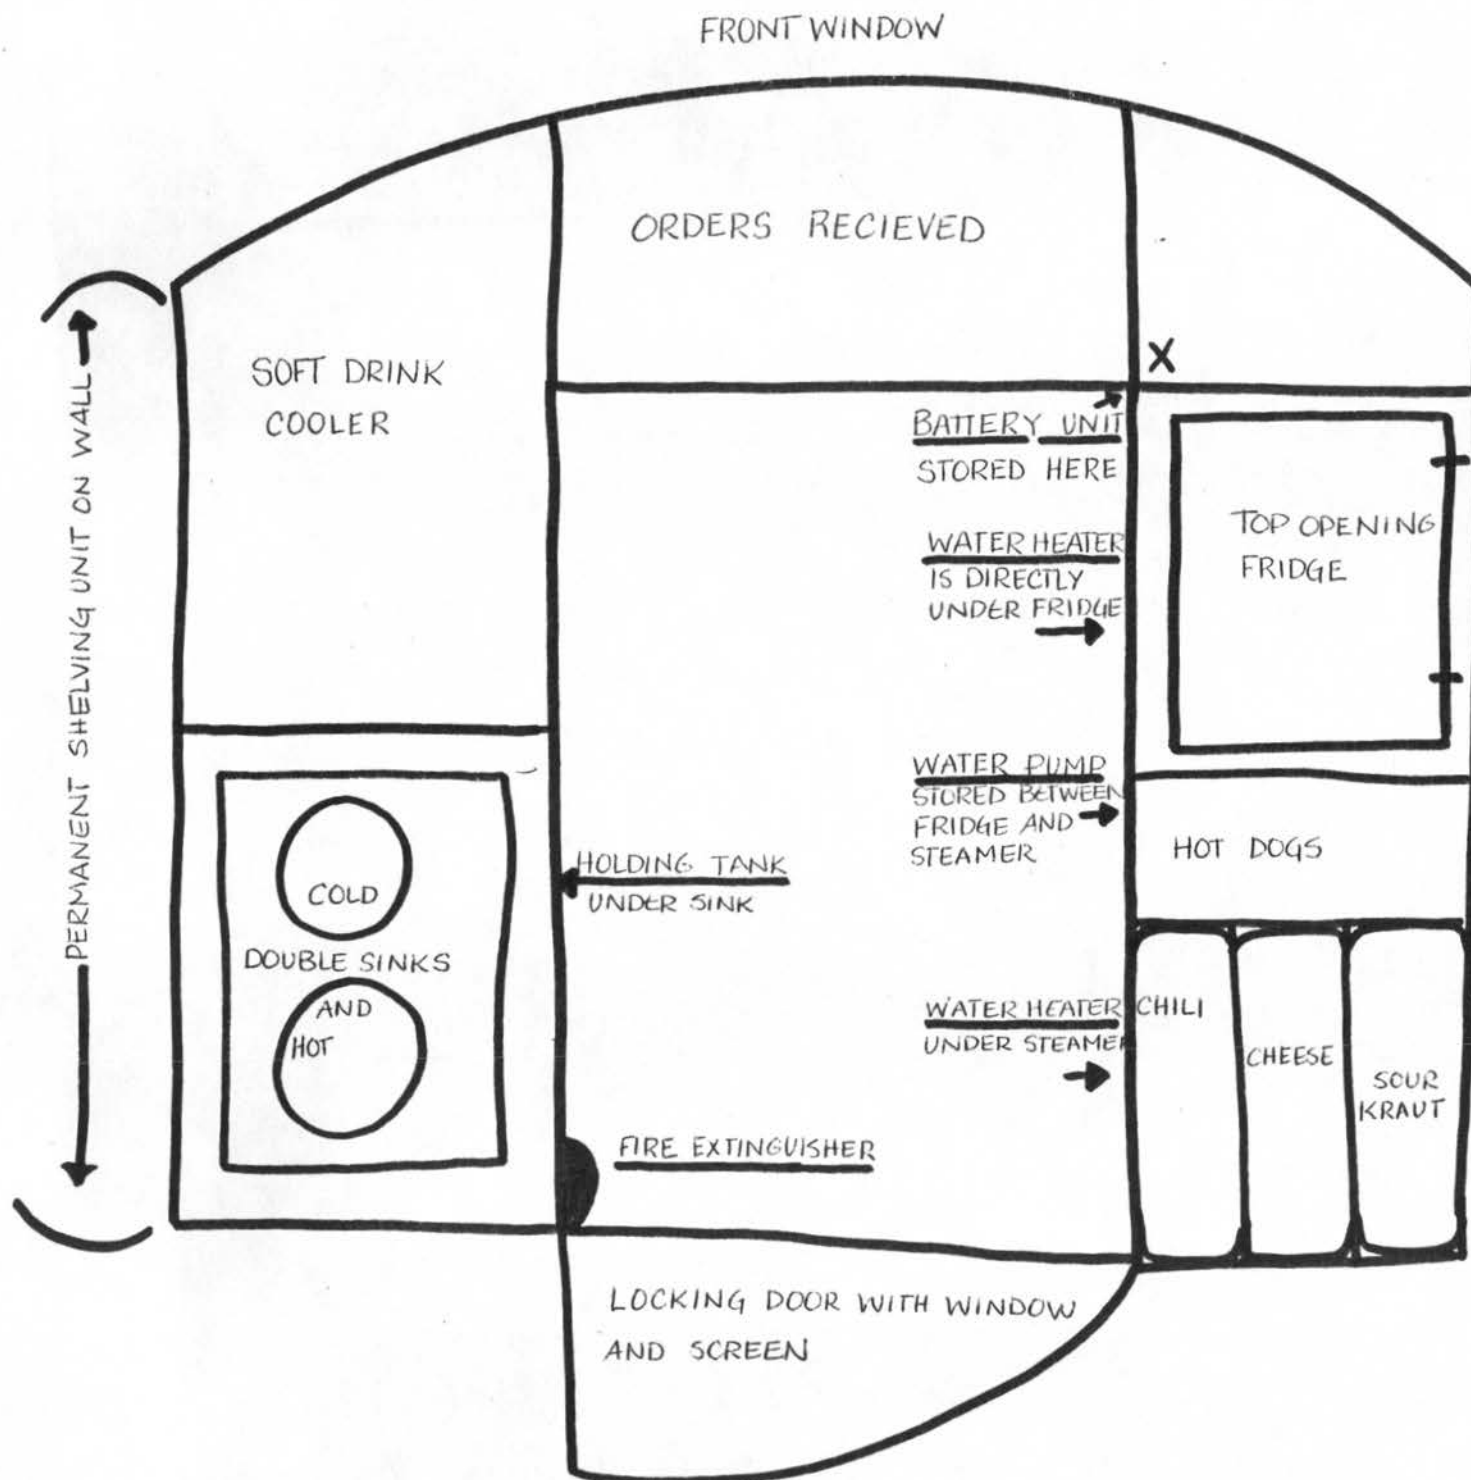 FRONT WINDOW
ORDERS RECIEVED
SOFT DRINK
COOLER
PERMANENT SHELVING UNIT ON WALL
X
BATTERY UNIT
STORED HERE
WATER HEATER
IS DIRECTLY
UNDER FRIDGE
TOP OPENING
FRIDGE
WATER PUMP
STORED BETWEEN
FRIDGE AND
STEAMER
HOT DOGS
HOLDING TANK
UNDER SINK
COLD
DOUBLE SINKS
AND
HOT
WATER HEATER
UNDER STEAMER
CHILI
CHEESE
SOUR
KRAUT
FIRE EXTINGUISHER
LOCKING DOOR WITH WINDOW
AND SCREEN